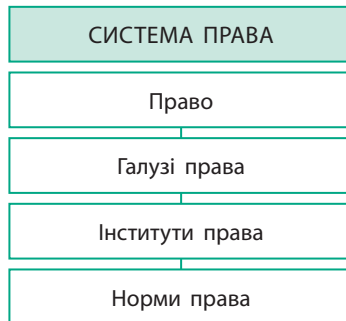 СИСТЕМА ПРАВА
Право
Галузі права
Інститути права
Норми права